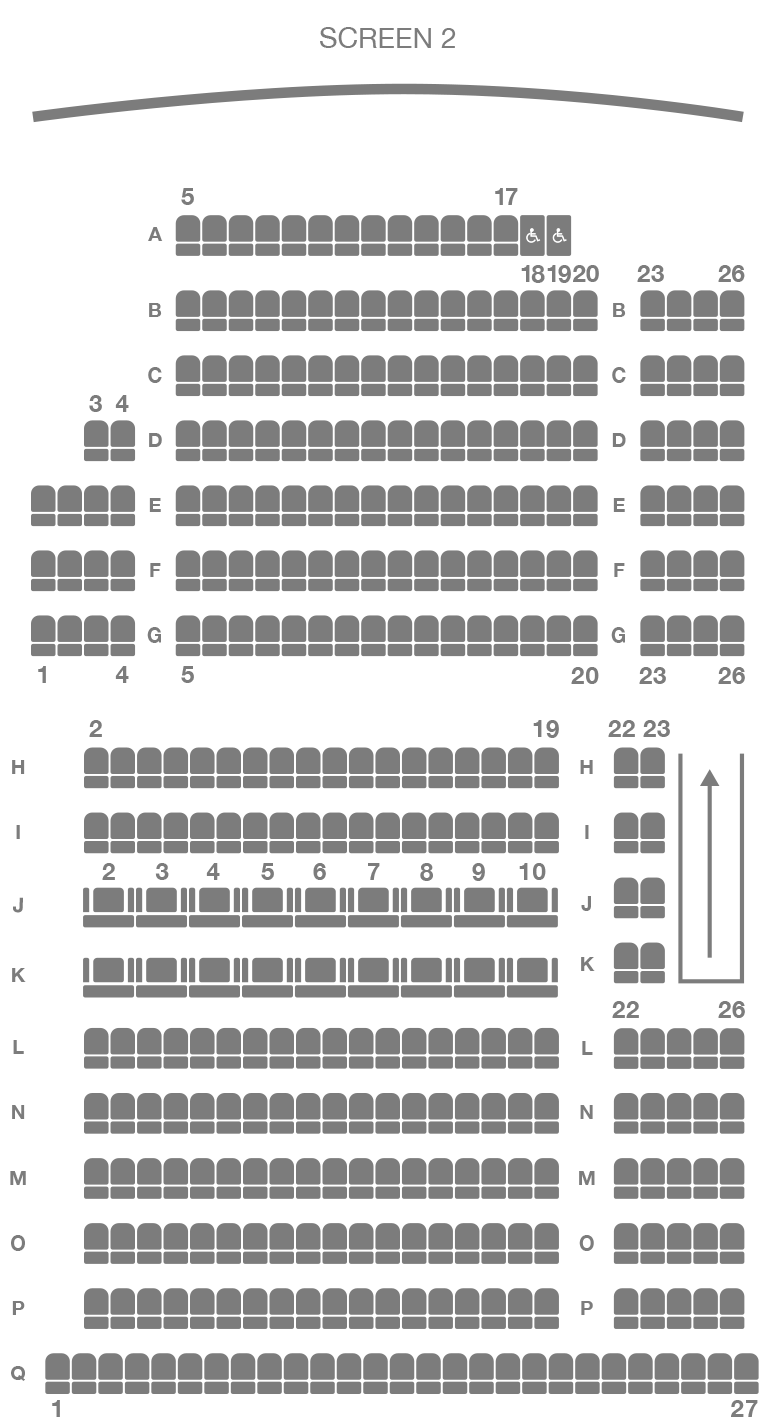 SCREEN 2
5 17
A
18 19 20 23 26
B B
C C
3 4
D D
E E
F F
G G
1 4 5 20 23 26
2 19 22 23
H H
I I
2 3 4 5 6 7 8 9 10
J J
K K
22 26
L L
N N
M M
O O
P P
Q
1 27